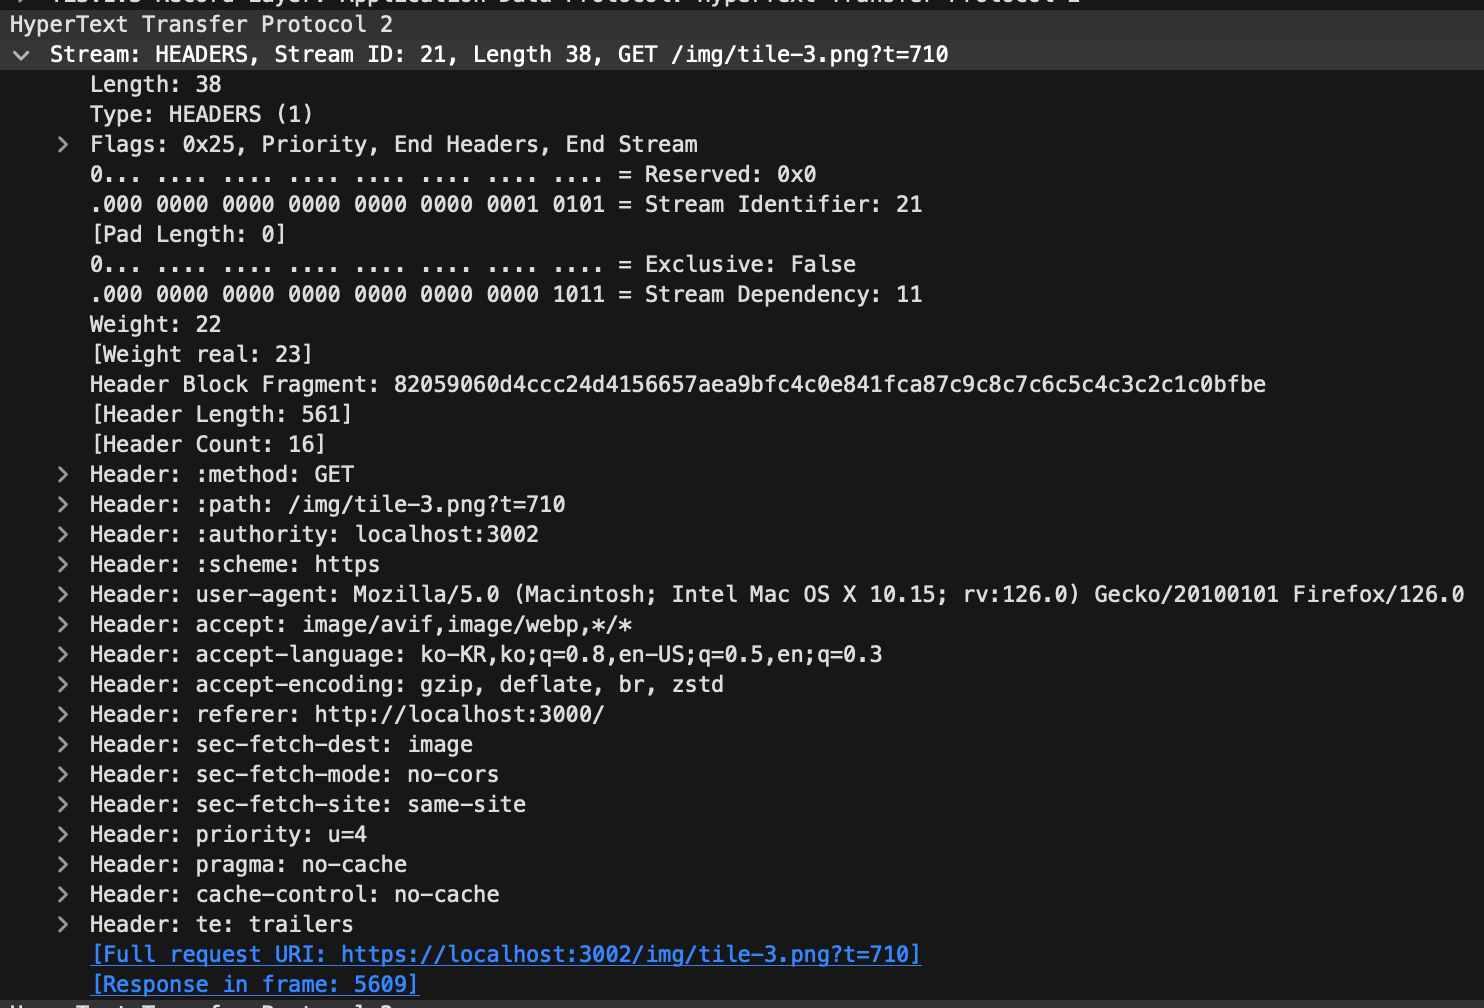 HyperText Transfer Protocol 2
Stream: HEADERS, Stream ID: 21, Length 38, GET /img/tile-3.png?t=710
Length: 38
Type: HEADERS (1)
Flags: 0x25, Priority, End Headers, End Stream
0... .... .... .... .... .... .... .... = Reserved: 0x0
.000 0000 0000 0000 0000 0000 0001 0101 = Stream Identifier: 21
[Pad Length: 0]
0... .... .... .... .... .... .... .... = Exclusive: False
.000 0000 0000 0000 0000 0000 0000 1011 = Stream Dependency: 11
Weight: 22
[Weight real: 23]
Header Block Fragment: 82059060d4ccc24d4156657aea9bfc4c0e841fca87c9c8c7c6c5c4c3c2c1c0bfbe
[Header Length: 561]
[Header Count: 16]
Header: :method: GET
Header: :path: /img/tile-3.png?t=710
Header: :authority: localhost:3002
Header: :scheme: https
Header: user-agent: Mozilla/5.0 (Macintosh; Intel Mac OS X 10.15; rv:126.0) Gecko/20100101 Firefox/126.0
Header: accept: image/avif,image/webp,*/*
Header: accept-language: ko-KR,ko;q=0.8,en-US;q=0.5,en;q=0.3
Header: accept-encoding: gzip, deflate, br, zstd
Header: referer: http://localhost:3000/
Header: sec-fetch-dest: image
Header: sec-fetch-mode: no-cors
Header: sec-fetch-site: same-site
Header: priority: u=4
Header: pragma: no-cache
Header: cache-control: no-cache
Header: te: trailers
[Full request URI: https://localhost:3002/img/tile-3.png?t=710]
[Response in frame: 5609]